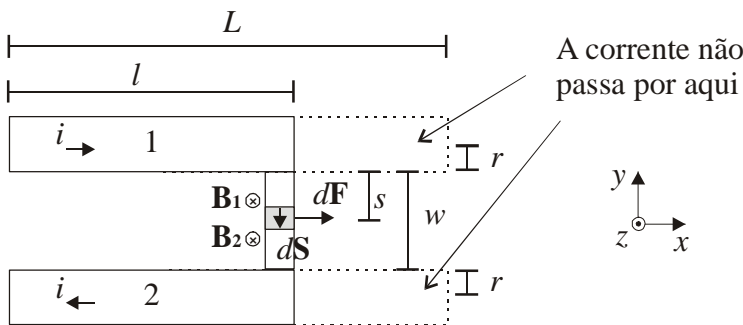 L
A corrente não
passa por aqui
l
i
1
r
B₁ ⊗
dF
s
w
y
B₂ ⊗
dS
z
x
i
2
r